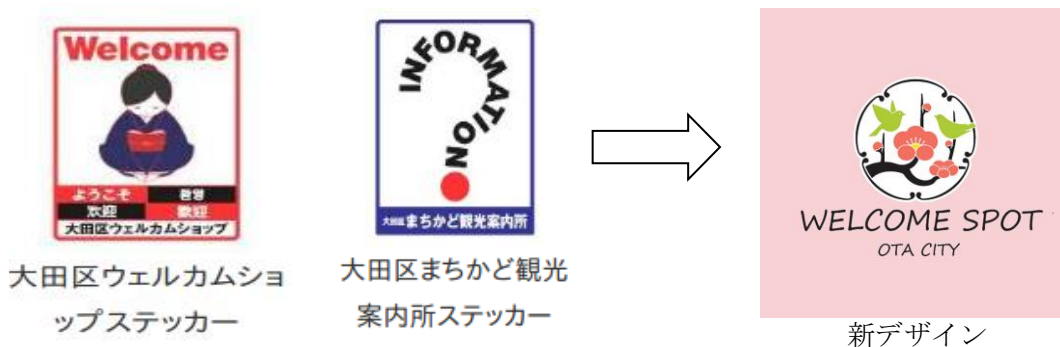 Welcome
ようこそ 환영
欢迎 歓迎
大田区ウェルカムショップ
大田区ウェルカムショ
ップステッカー
INFORMATION
大田区まちかど観光案内所
大田区まちかど観光
案内所ステッカー
WELCOME SPOT
OTA CITY
新デザイン